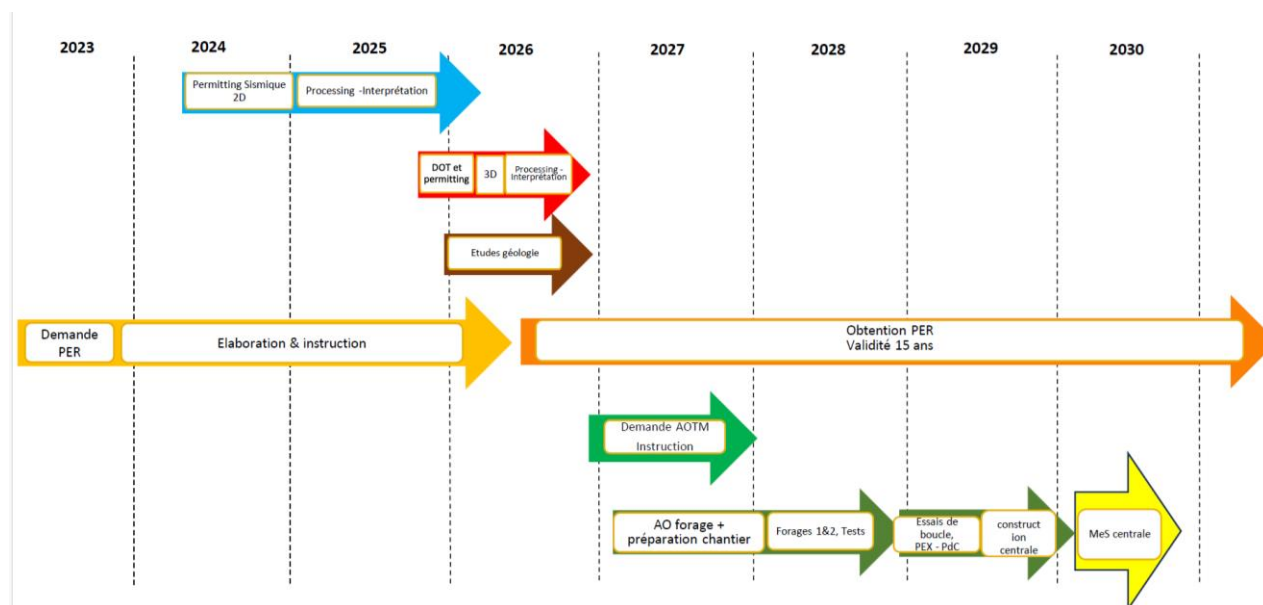 2023
2024
2025
2026
2027
2028
2029
2030
Permitting Sismique
2D
Processing -Interprétation
DOT et
permitting
3D
Processing -
Interprétation
Etudes géologie
Demande
PER
Elaboration & instruction
Obtention PER
Validité 15 ans
Demande AOTM
Instruction
AO forage +
préparation chantier
Forages 1&2, Tests
Essais de
boucle,
PEX - PdC
construct
ion
centrale
MeS centrale